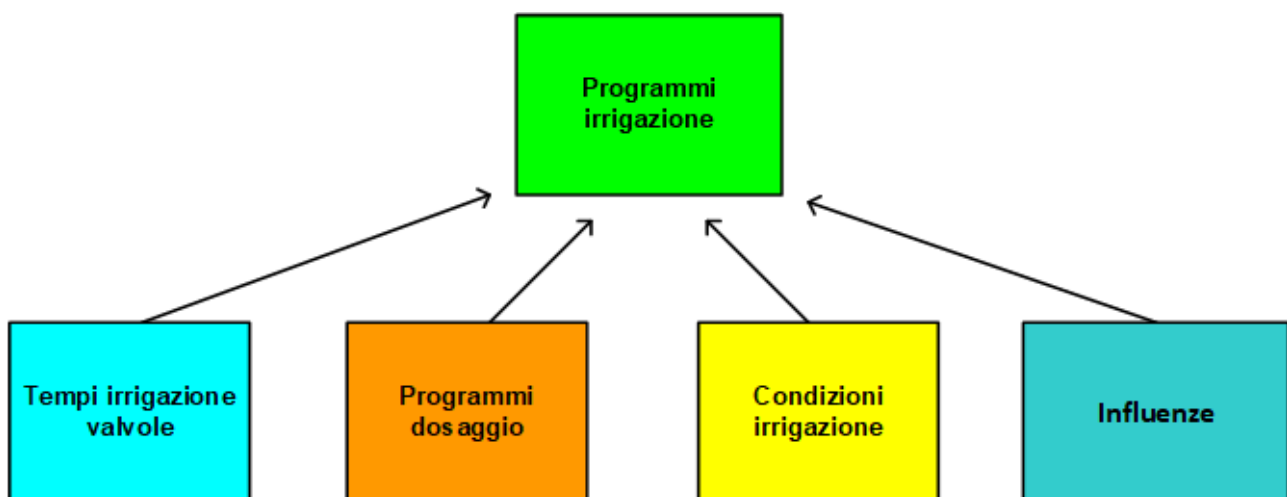 Programmi
irrigazione
Tempi irrigazione
valvole
Programmi
dosaggio
Condizioni
irrigazione
Influenze